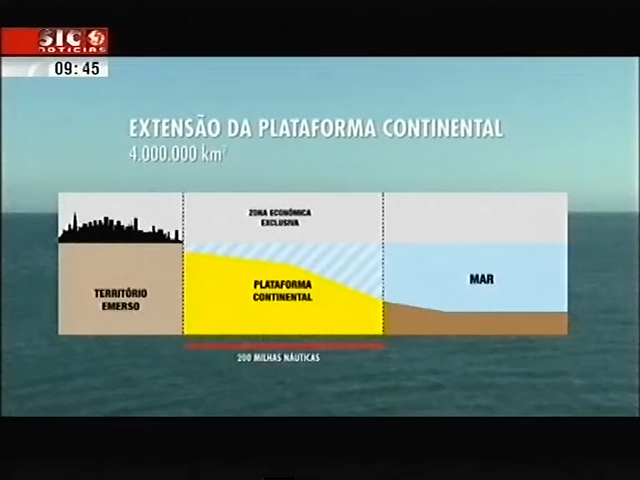 SIC
NOTÍCIAS
09:45
EXTENSÃO DA PLATAFORMA CONTINENTAL
4.000.000 km²
ZONA ECONÓMICA
EXCLUSIVA
TERRITÓRIO
EMERSO
PLATAFORMA
CONTINENTAL
MAR
200 MILHAS NÁUTICAS